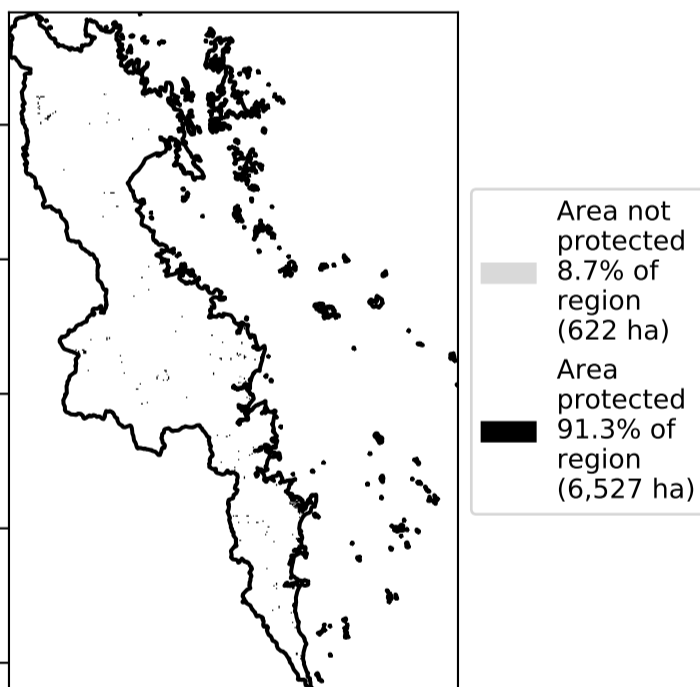 Area not
protected
8.7% of
region
(622 ha)
Area
protected
91.3% of
region
(6,527 ha)